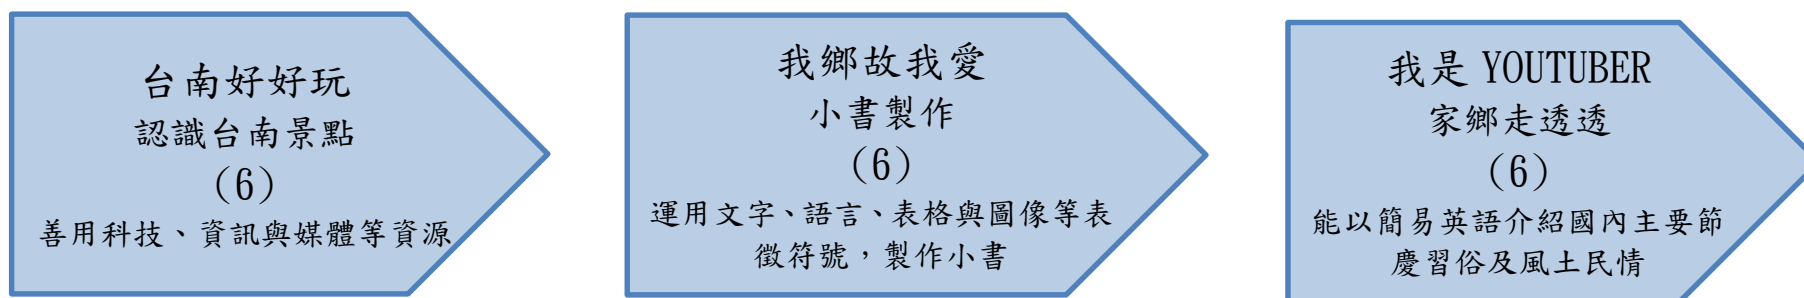 台南好好玩
認識台南景點
(6)
善用科技、資訊與媒體等資源
我鄉故我愛
小書製作
(6)
運用文字、語言、表格與圖像等表
徵符號，製作小書
我是 YOUTUBER
家鄉走透透
(6)
能以簡易英語介紹國內主要節
慶習俗及風土民情